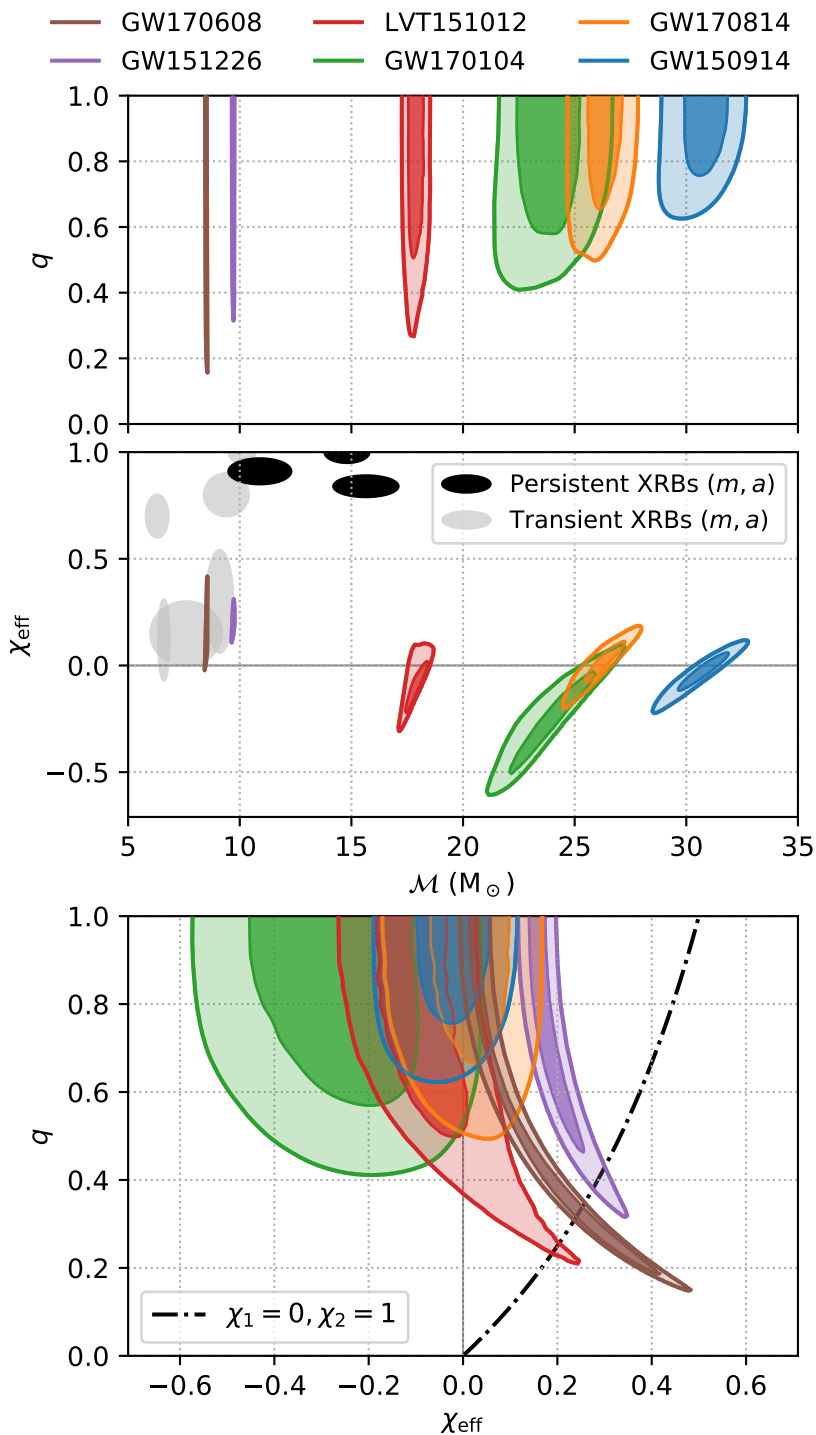 GW170608 LVT151012 GW170814
GW151226 GW170104 GW150914
1.0
0.8
0.6
0.4
0.2
0.0
q
1.0
0.5
0.0
−0.5
χeff
Persistent XRBs (m, a)
Transient XRBs (m, a)
5 10 15 20 25 30 35
ℳ (M⊙)
1.0
0.8
0.6
0.4
0.2
0.0
q
χ1 = 0, χ2 = 1
−0.6 −0.4 −0.2 0.0 0.2 0.4 0.6
χeff